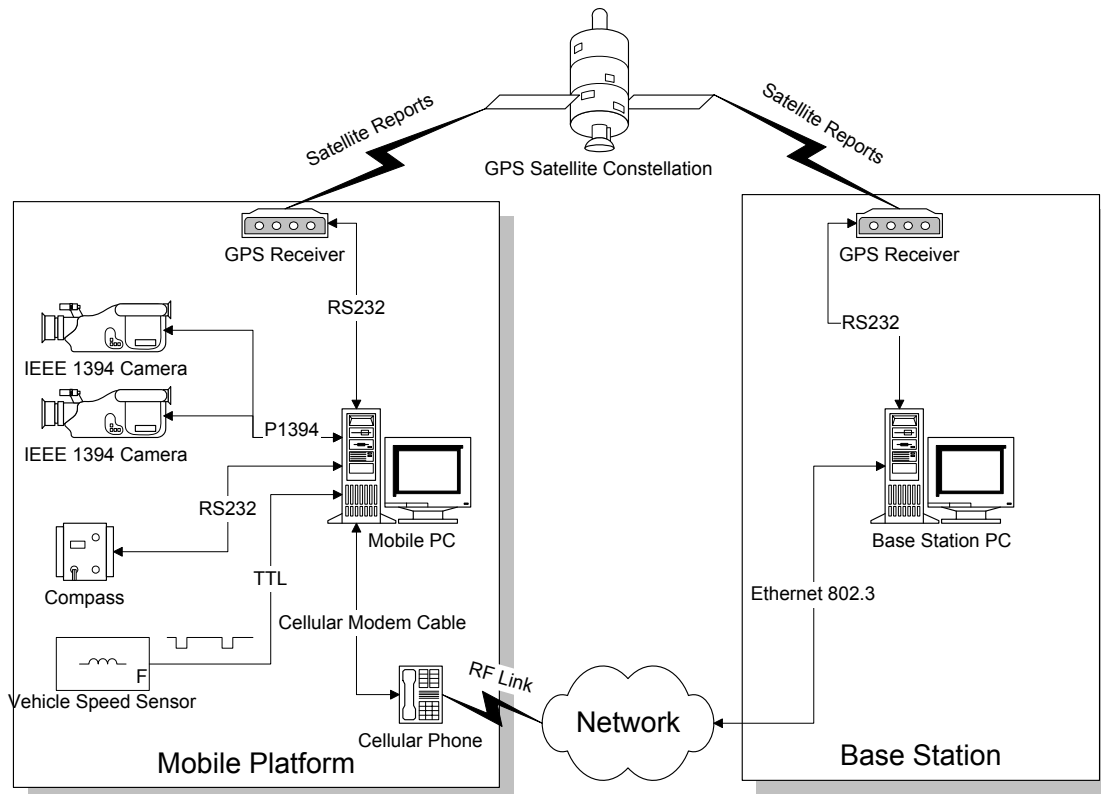 Satellite Reports
Satellite Reports
GPS Satellite Constellation
GPS Receiver
GPS Receiver
RS232
RS232
IEEE 1394 Camera
IEEE 1394 Camera
P1394
RS232
Mobile PC
Base Station PC
Compass
TTL
Ethernet 802.3
Cellular Modem Cable
F
Vehicle Speed Sensor
RF Link
Network
Cellular Phone
Mobile Platform
Base Station